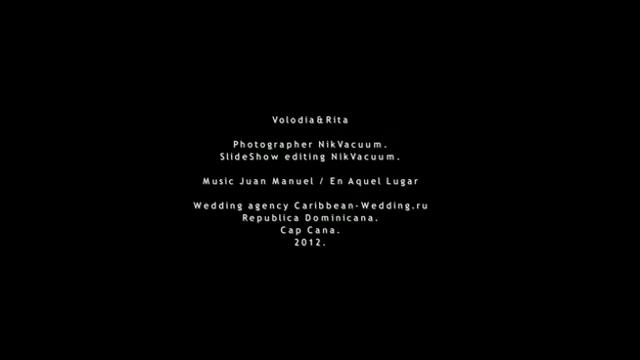 Volodia&Rita
Photographer NikVacuum.
SlideShow editing NikVacuum.
Music Juan Manuel / En Aquel Lugar
Wedding agency Caribbean-Wedding.ru
Republica Dominicana.
Cap Cana.
2012.